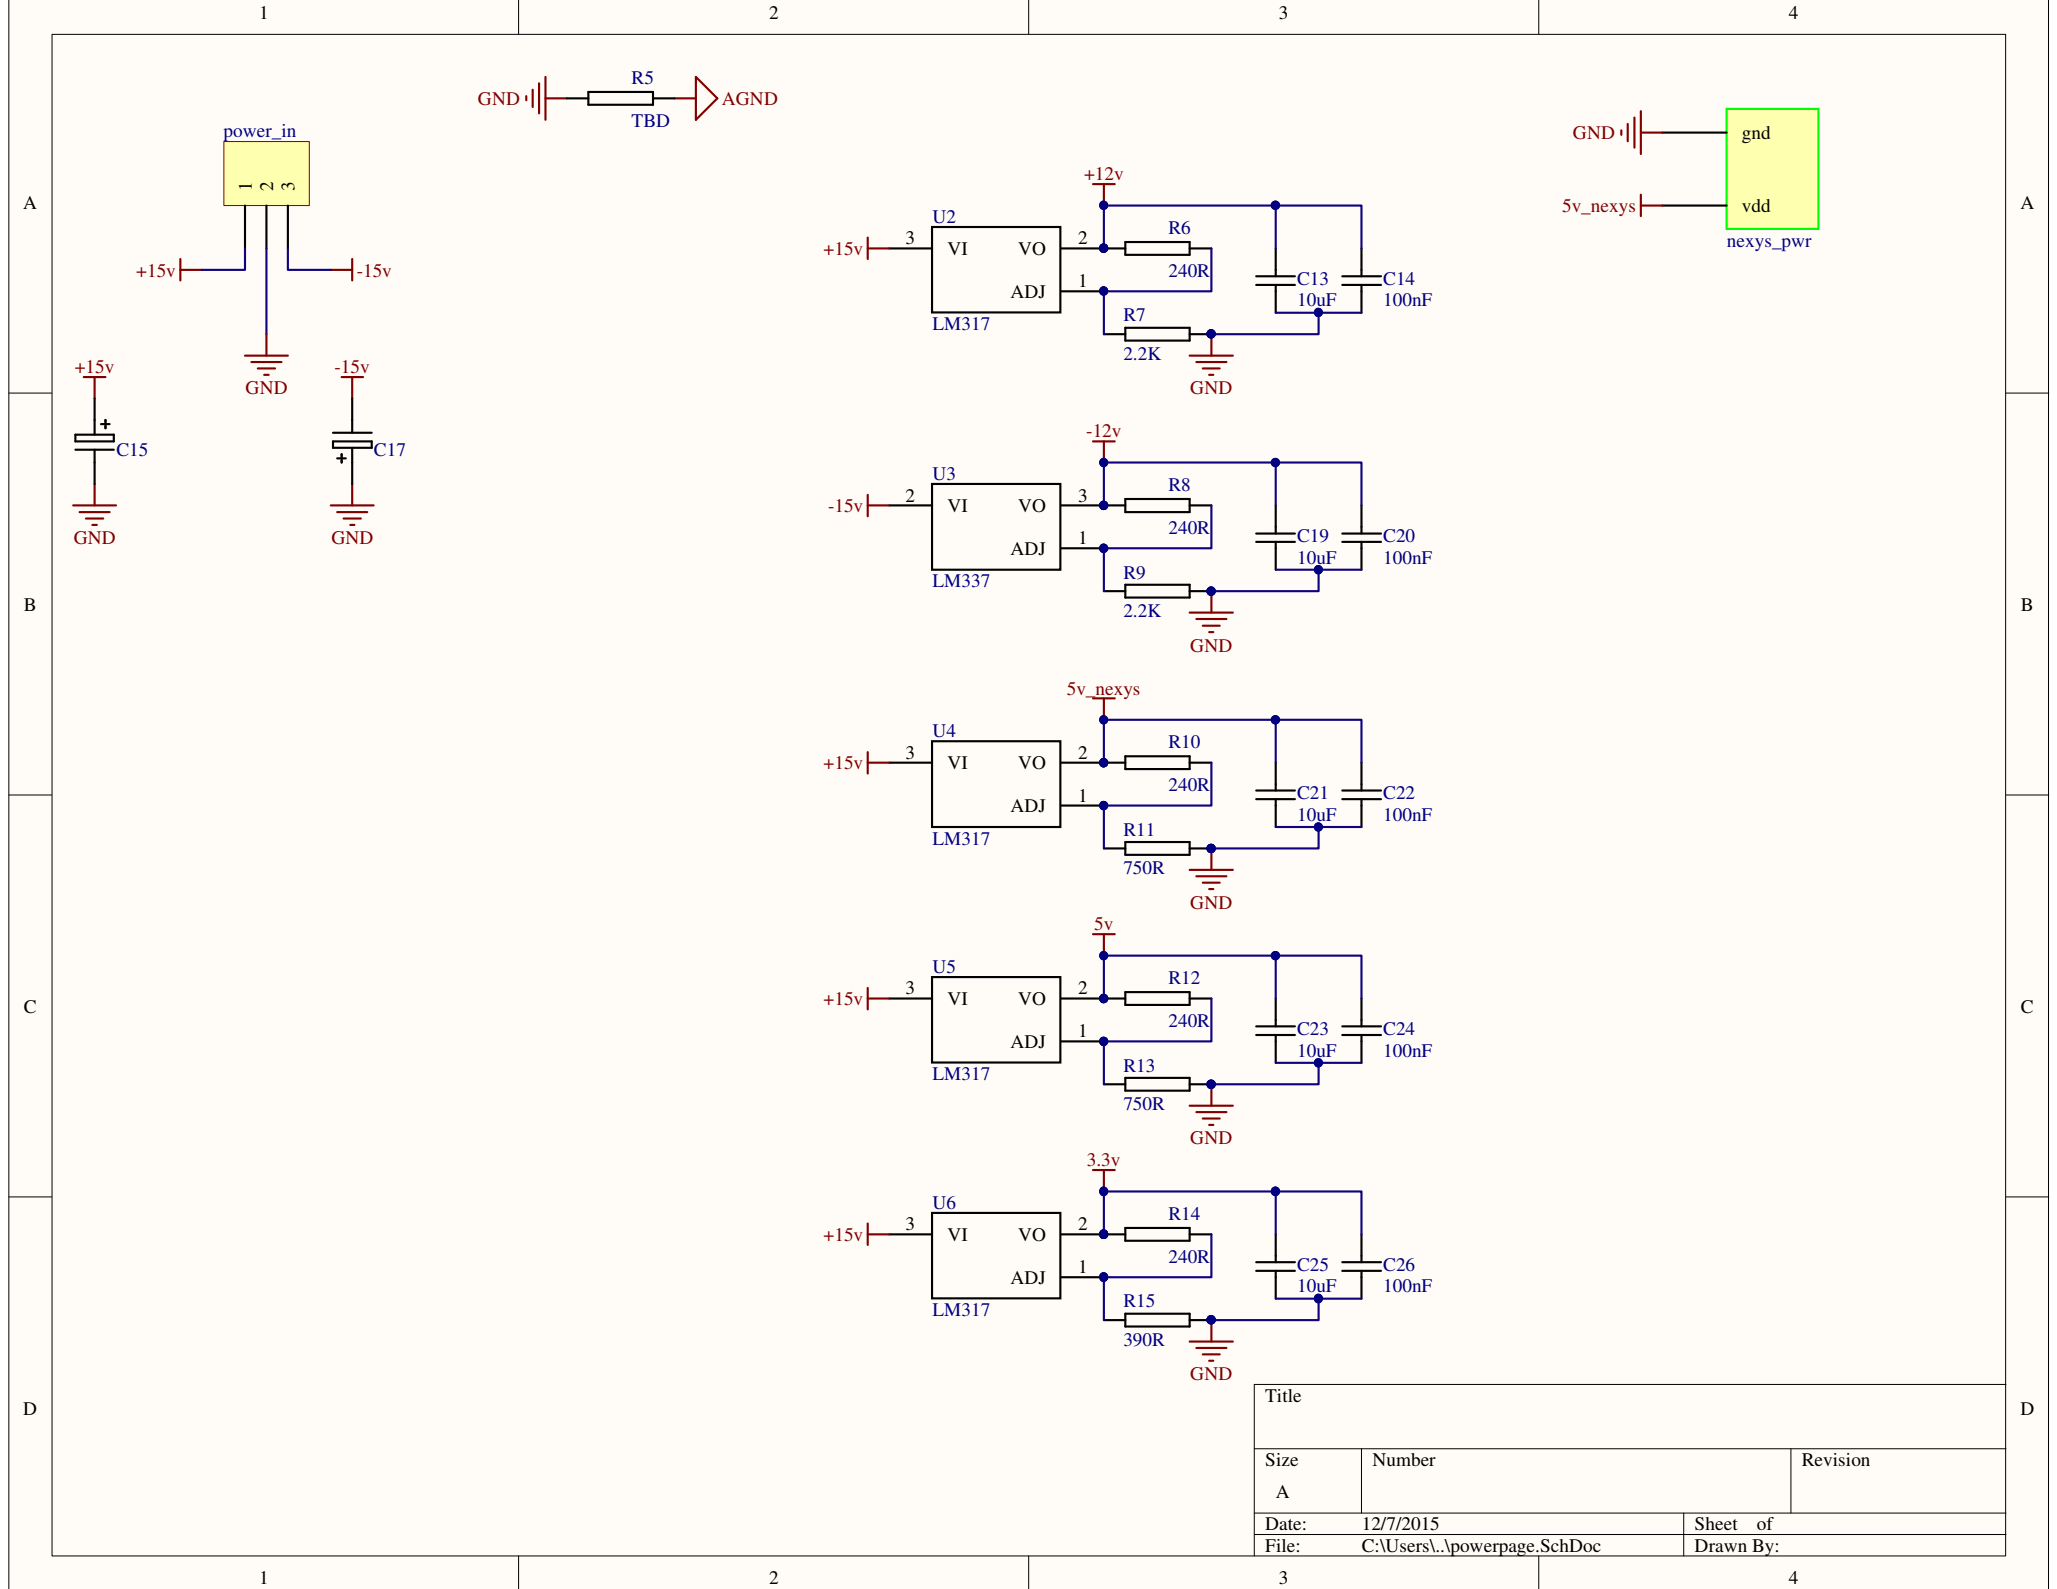 1 2 3 4
A A
B B
C C
D D
power_in
1 2 3
+15v -15v
GND
+15v
C15
GND
-15v
C17
GND
GND R5 AGND
TBD
GND gnd
5v_nexys vdd
nexys_pwr
+12v
U2
+15v 3 VI VO 2 R6
240R
ADJ 1
LM317
R7
2.2K
C13 C14
10uF 100nF
GND
-12v
U3
-15v 2 VI VO 3 R8
240R
ADJ 1
LM337
R9
2.2K
C19 C20
10uF 100nF
GND
5v_nexys
U4
+15v 3 VI VO 2 R10
240R
ADJ 1
LM317
R11
750R
C21 C22
10uF 100nF
GND
5v
U5
+15v 3 VI VO 2 R12
240R
ADJ 1
LM317
R13
750R
C23 C24
10uF 100nF
GND
3.3v
U6
+15v 3 VI VO 2 R14
240R
ADJ 1
LM317
R15
390R
C25 C26
10uF 100nF
GND
Title
Size Number Revision
A
Date: 12/7/2015 Sheet of
File: C:\Users\..\powerpage.SchDoc Drawn By:
1 2 3 4